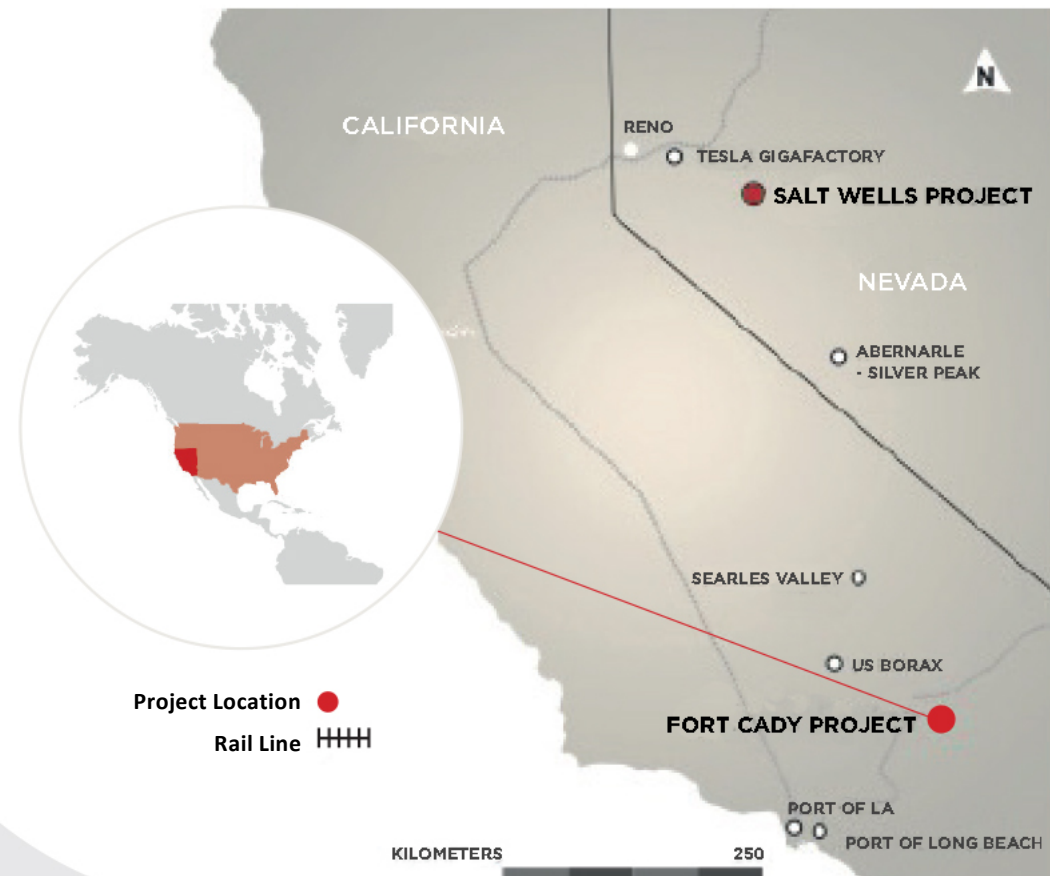 N
CALIFORNIA
RENO
TESLA GIGAFACTORY
SALT WELLS PROJECT
NEVADA
ABERNARLE
- SILVER PEAK
SEARLES VALLEY
US BORAX
Project Location
FORT CADY PROJECT
Rail Line
PORT OF LA
PORT OF LONG BEACH
KILOMETERS 250